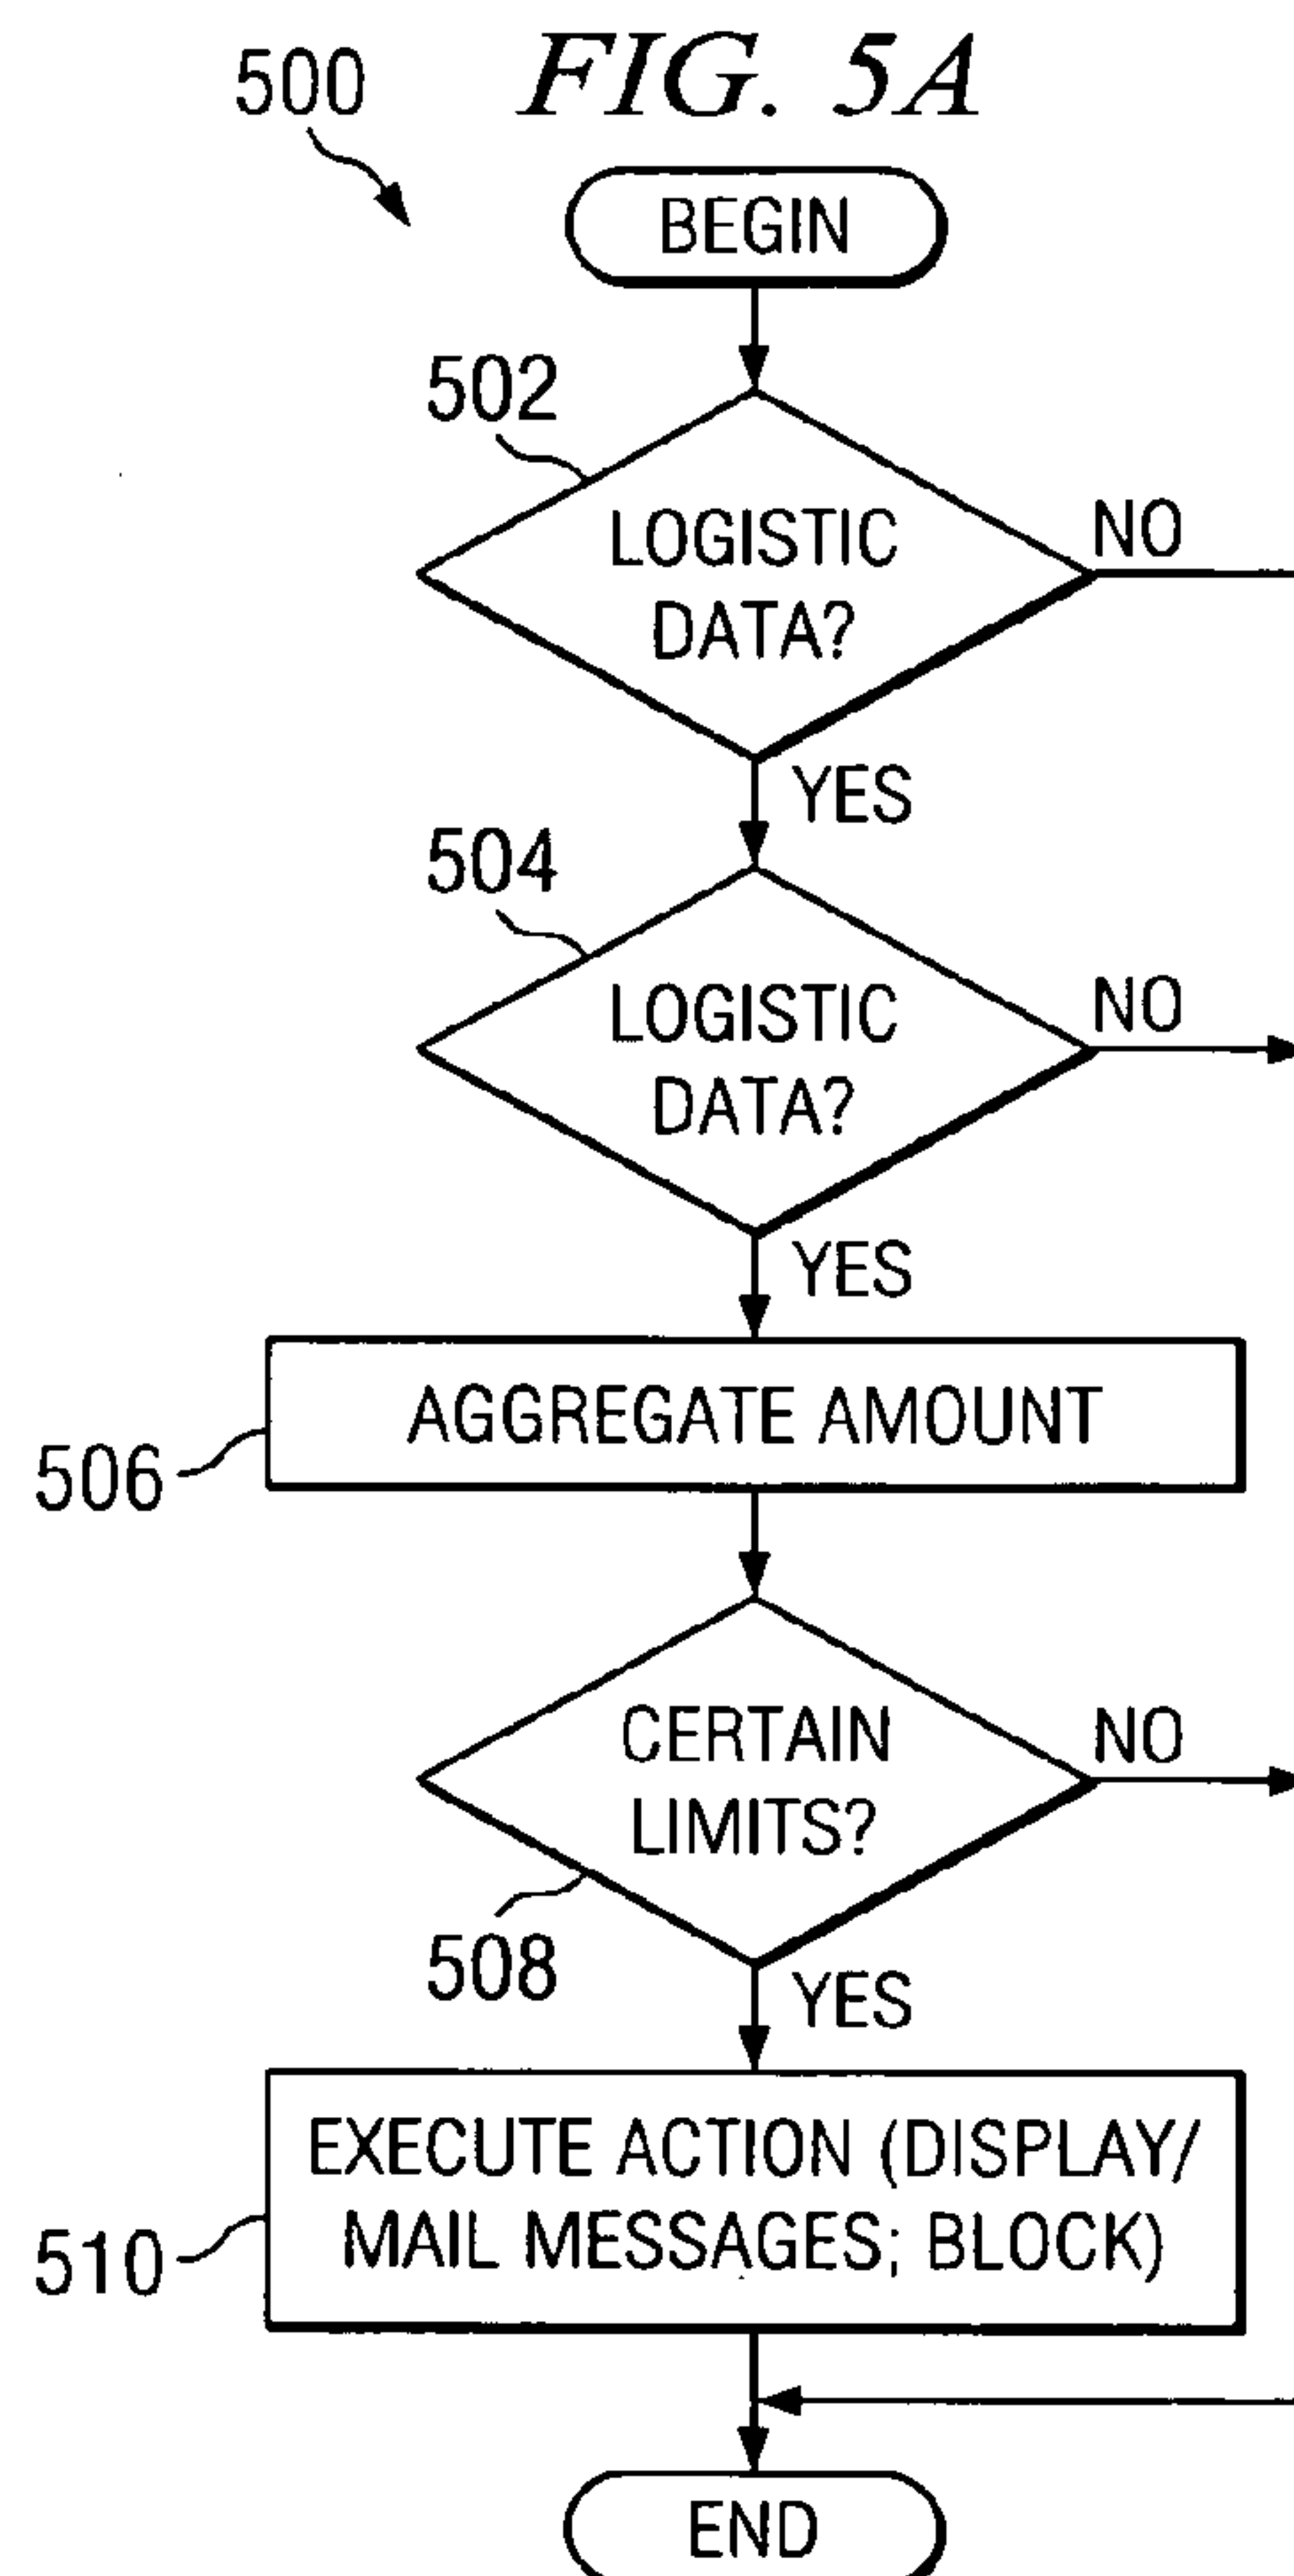 500
FIG. 5A
BEGIN
502
LOGISTIC
DATA?
NO
YES
504
LOGISTIC
DATA?
NO
YES
AGGREGATE AMOUNT
506
CERTAIN
LIMITS?
NO
508
YES
EXECUTE ACTION (DISPLAY/
MAIL MESSAGES; BLOCK)
510
END